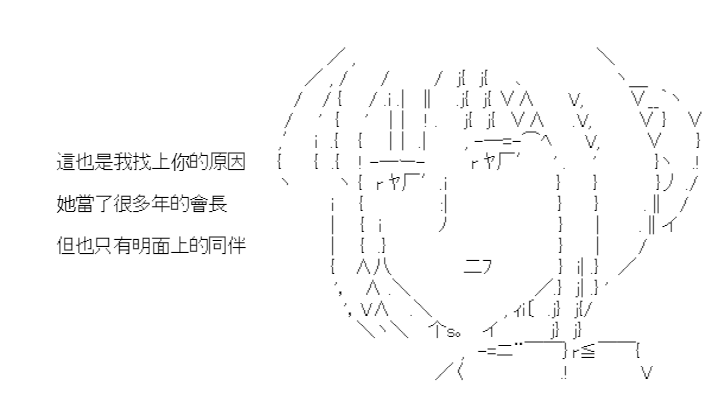 這也是我找上你的原因
她當了很多年的會長
但也只有明面上的同伴